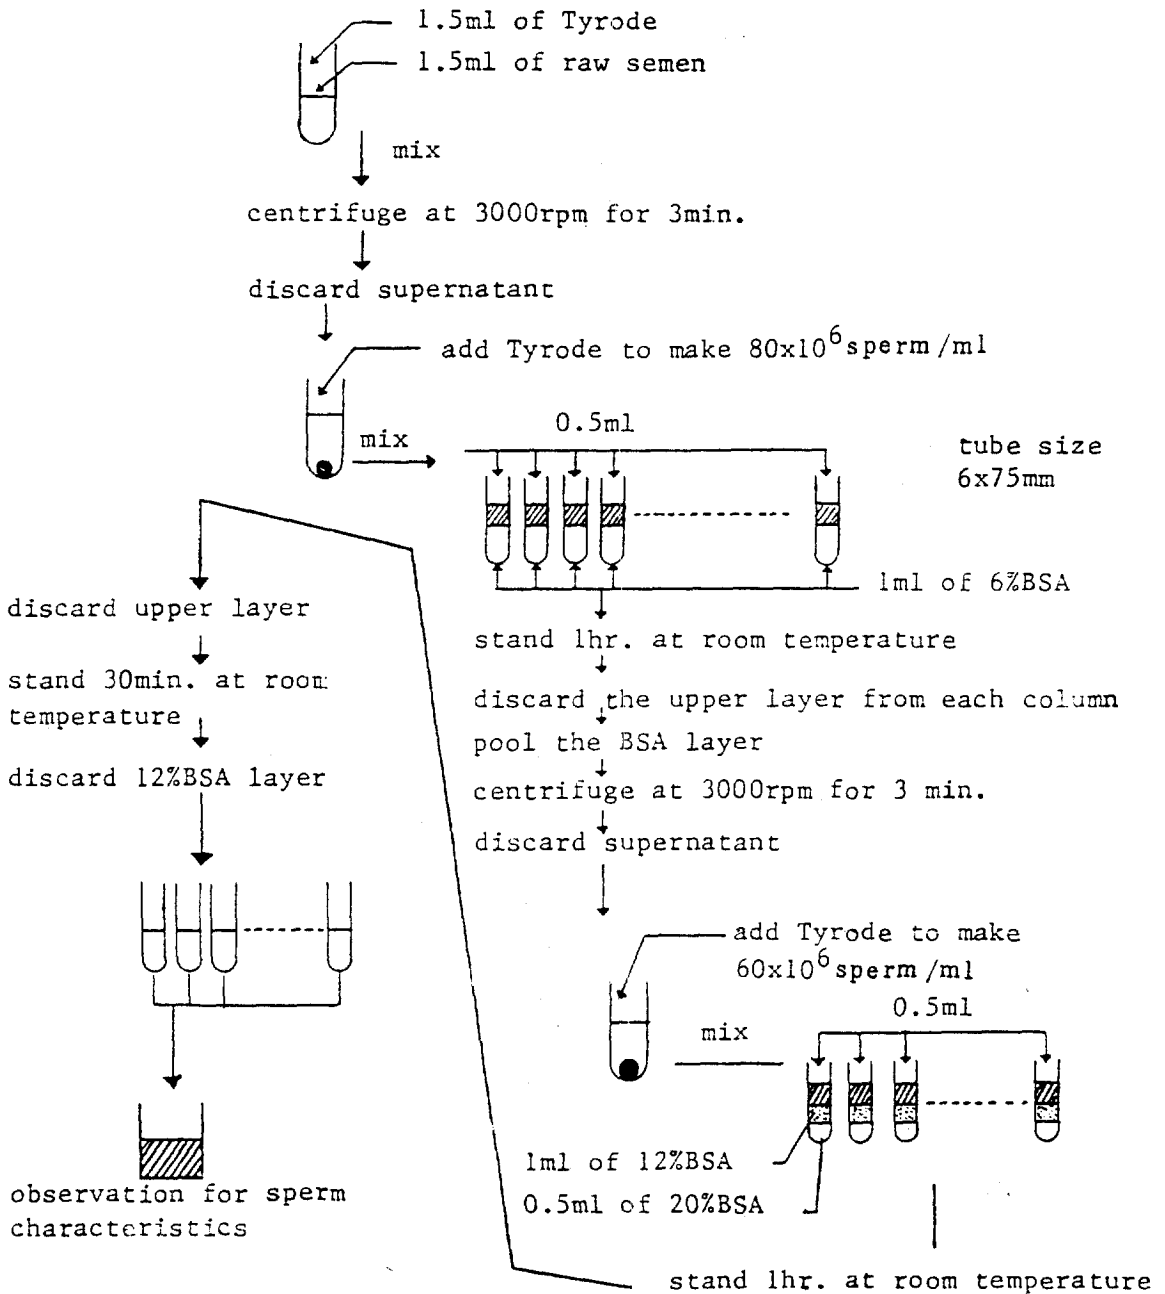 1.5ml of Tyrode
1.5ml of raw semen
mix
centrifuge at 3000rpm for 3min.
discard supernatant
add Tyrode to make 80x10⁶ sperm/ml
mix
0.5ml
tube size
6x75mm
1ml of 6%BSA
stand 1hr. at room temperature
discard the upper layer from each column
pool the BSA layer
centrifuge at 3000rpm for 3 min.
discard supernatant
add Tyrode to make
60x10⁶ sperm/ml
mix
0.5ml
1ml of 12%BSA
0.5ml of 20%BSA
stand 1hr. at room temperature
discard upper layer
stand 30min. at room
temperature
discard 12%BSA layer
observation for sperm
characteristics